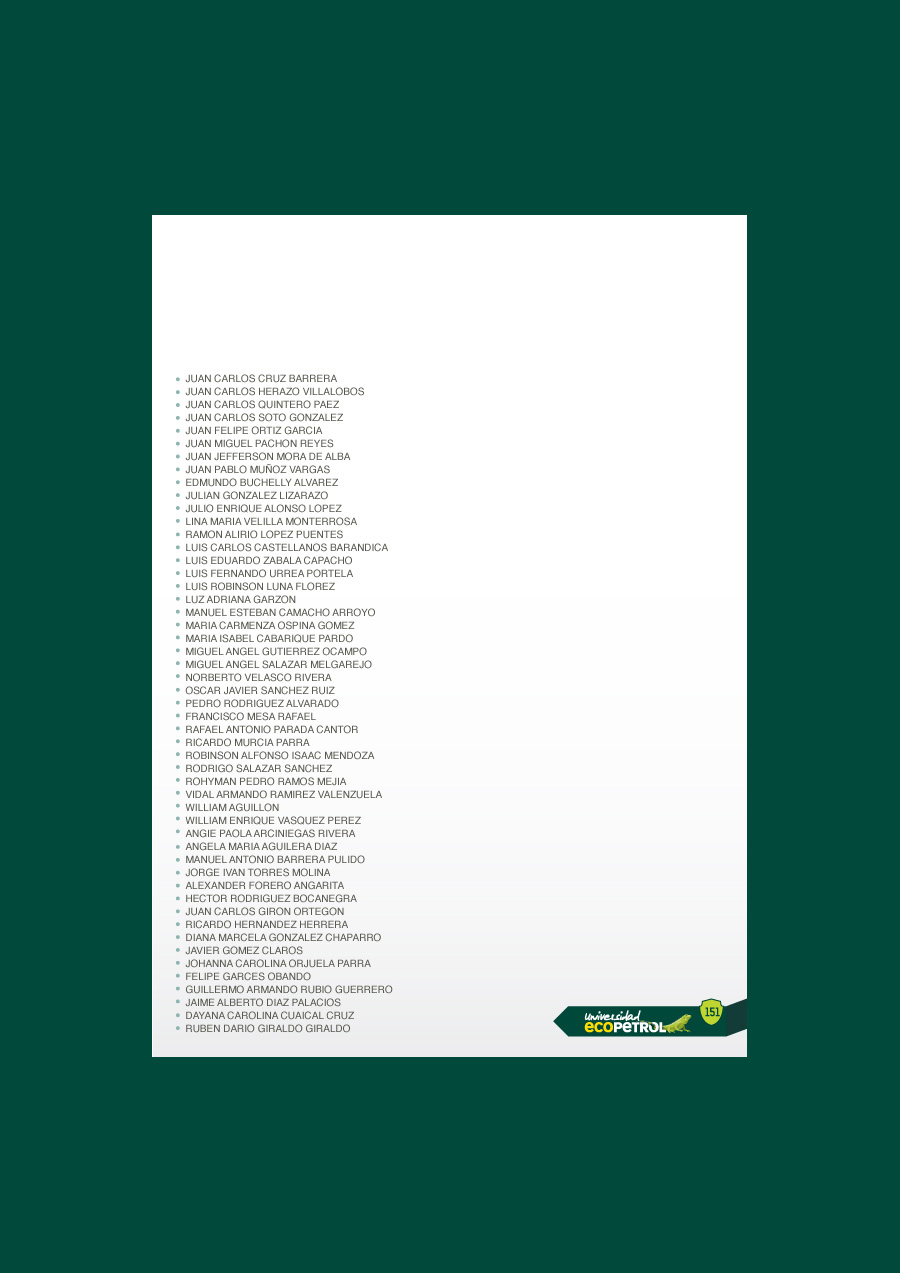 • JUAN CARLOS CRUZ BARRERA
• JUAN CARLOS HERAZO VILLALOBOS
• JUAN CARLOS QUINTERO PAEZ
• JUAN CARLOS SOTO GONZALEZ
• JUAN FELIPE ORTIZ GARCIA
• JUAN MIGUEL PACHON REYES
• JUAN JEFFERSON MORA DE ALBA
• JUAN PABLO MUÑOZ VARGAS
• EDMUNDO BUCHELLY ALVAREZ
• JULIAN GONZALEZ LIZARAZO
• JULIO ENRIQUE ALONSO LOPEZ
• LINA MARIA VELILLA MONTERROSA
• RAMON ALIRIO LOPEZ PUENTES
• LUIS CARLOS CASTELLANOS BARANDICA
• LUIS EDUARDO ZABALA CAPACHO
• LUIS FERNANDO URREA PORTELA
• LUIS ROBINSON LUNA FLOREZ
• LUZ ADRIANA GARZON
• MANUEL ESTEBAN CAMACHO ARROYO
• MARIA CARMENZA OSPINA GOMEZ
• MARIA ISABEL CABARIQUE PARDO
• MIGUEL ANGEL GUTIERREZ OCAMPO
• MIGUEL ANGEL SALAZAR MELGAREJO
• NORBERTO VELASCO RIVERA
• OSCAR JAVIER SANCHEZ RUIZ
• PEDRO RODRIGUEZ ALVARADO
• FRANCISCO MESA RAFAEL
• RAFAEL ANTONIO PARADA CANTOR
• RICARDO MURCIA PARRA
• ROBINSON ALFONSO ISAAC MENDOZA
• RODRIGO SALAZAR SANCHEZ
• ROHYMAN PEDRO RAMOS MEJIA
• VIDAL ARMANDO RAMIREZ VALENZUELA
• WILLIAM AGUILLON
• WILLIAM ENRIQUE VASQUEZ PEREZ
• ANGIE PAOLA ARCINIEGAS RIVERA
• ANGELA MARIA AGUILERA DIAZ
• MANUEL ANTONIO BARRERA PULIDO
• JORGE IVAN TORRES MOLINA
• ALEXANDER FORERO ANGARITA
• HECTOR RODRIGUEZ BOCANEGRA
• JUAN CARLOS GIRON ORTEGON
• RICARDO HERNANDEZ HERRERA
• DIANA MARCELA GONZALEZ CHAPARRO
• JAVIER GOMEZ CLAROS
• JOHANNA CAROLINA ORJUELA PARRA
• FELIPE GARCES OBANDO
• GUILLERMO ARMANDO RUBIO GUERRERO
• JAIME ALBERTO DIAZ PALACIOS
• DAYANA CAROLINA CUAICAL CRUZ
• RUBEN DARIO GIRALDO GIRALDO
Universidad
ECOPETROL
151